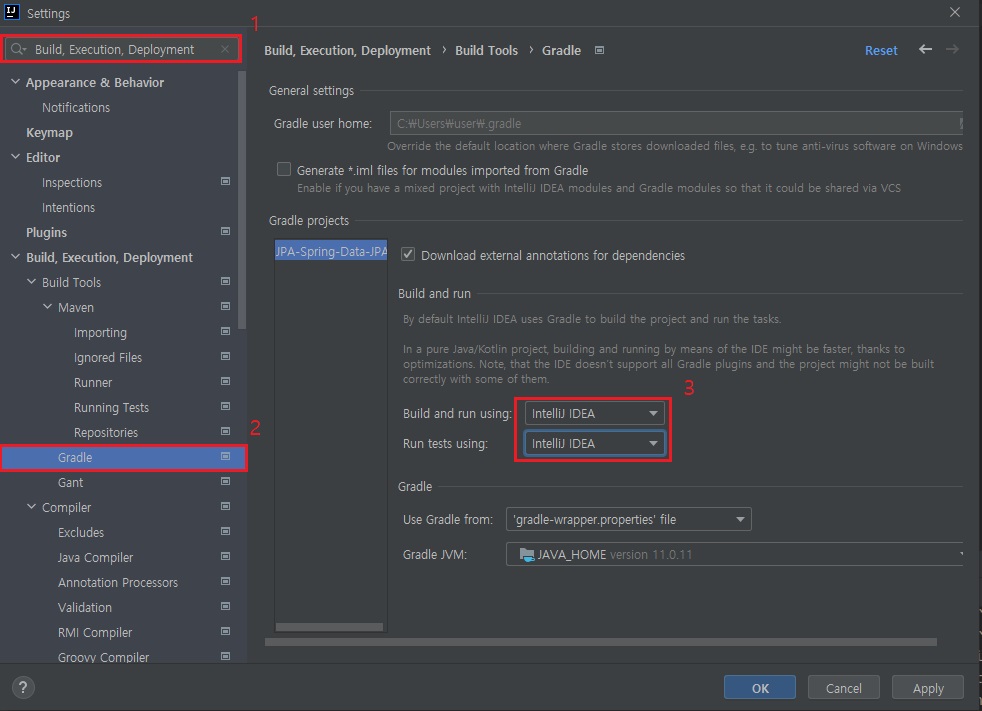 IJ
Settings
1
Build, Execution, Deployment
Appearance & Behavior
Notifications
Keymap
Editor
Inspections
Intentions
Plugins
Build, Execution, Deployment
Build Tools
Maven
Importing
Ignored Files
Runner
Running Tests
Repositories
2
Gradle
Gant
Compiler
Excludes
Java Compiler
Annotation Processors
Validation
RMI Compiler
Groovy Compiler
Build, Execution, Deployment › Build Tools › Gradle
Reset
General settings
Gradle user home:
C:₩Users₩user₩.gradle
Override the default location where Gradle stores downloaded files, e.g. to tune anti-virus software on Windows
Generate *.iml files for modules imported from Gradle
Enable if you have a mixed project with IntelliJ IDEA modules and Gradle modules so that it could be shared via VCS
Gradle projects
JPA-Spring-Data-JPA
Download external annotations for dependencies
Build and run
By default IntelliJ IDEA uses Gradle to build the project and run the tasks.
In a pure Java/Kotlin project, building and running by means of the IDE might be faster, thanks to
optimizations. Note, that the IDE doesn't support all Gradle plugins and the project might not be built
correctly with some of them.
3
Build and run using: IntelliJ IDEA
Run tests using: IntelliJ IDEA
Gradle
Use Gradle from: 'gradle-wrapper.properties' file
Gradle JVM: JAVA_HOME version 11.0.11
?
OK
Cancel
Apply